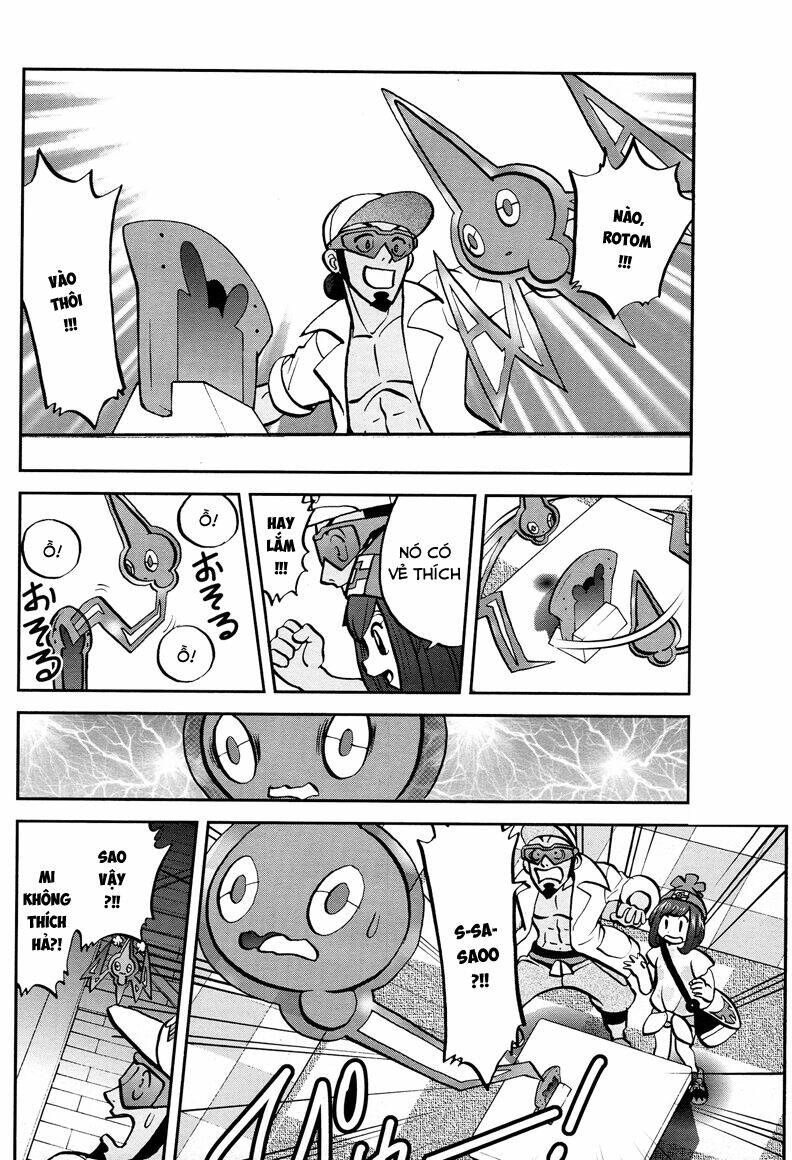 NÀO,
ROTOM
!!!
VÀO
THÔI
!!!
NÓ CÓ
VẺ THÍCH
HAY
LẮM
!!!
Ồ!
Ồ!
Ồ!
おそる
おそる
S-SA-
SAOO
?!!
SAO
VẬY
?!!
MI
KHÔNG
THÍCH
HẢ?!